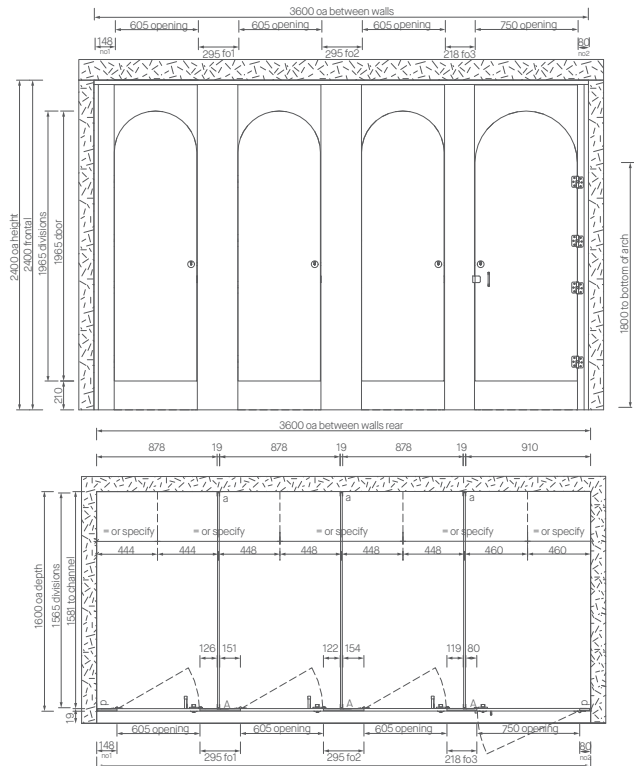 3600 oa between walls
605 opening 605 opening 605 opening 750 opening
148 295 fo1 295 fo2 218 fo3 80
no1 no2
2400 oa height
2400 frontal
1965 divisions
1965 door
210
1800 to bottom of arch
3600 oa between walls rear
878 19 878 19 878 19 910
a a a
= or specify = or specify = or specify = or specify = or specify
444 444 448 448 448 448 460 460
1600 oa depth
1565 divisions
1581 to channel
19
126 151 122 154 119 80
p A A A p
605 opening 605 opening 605 opening 750 opening
148 295 fo1 295 fo2 218 fo3 80
no1 no2